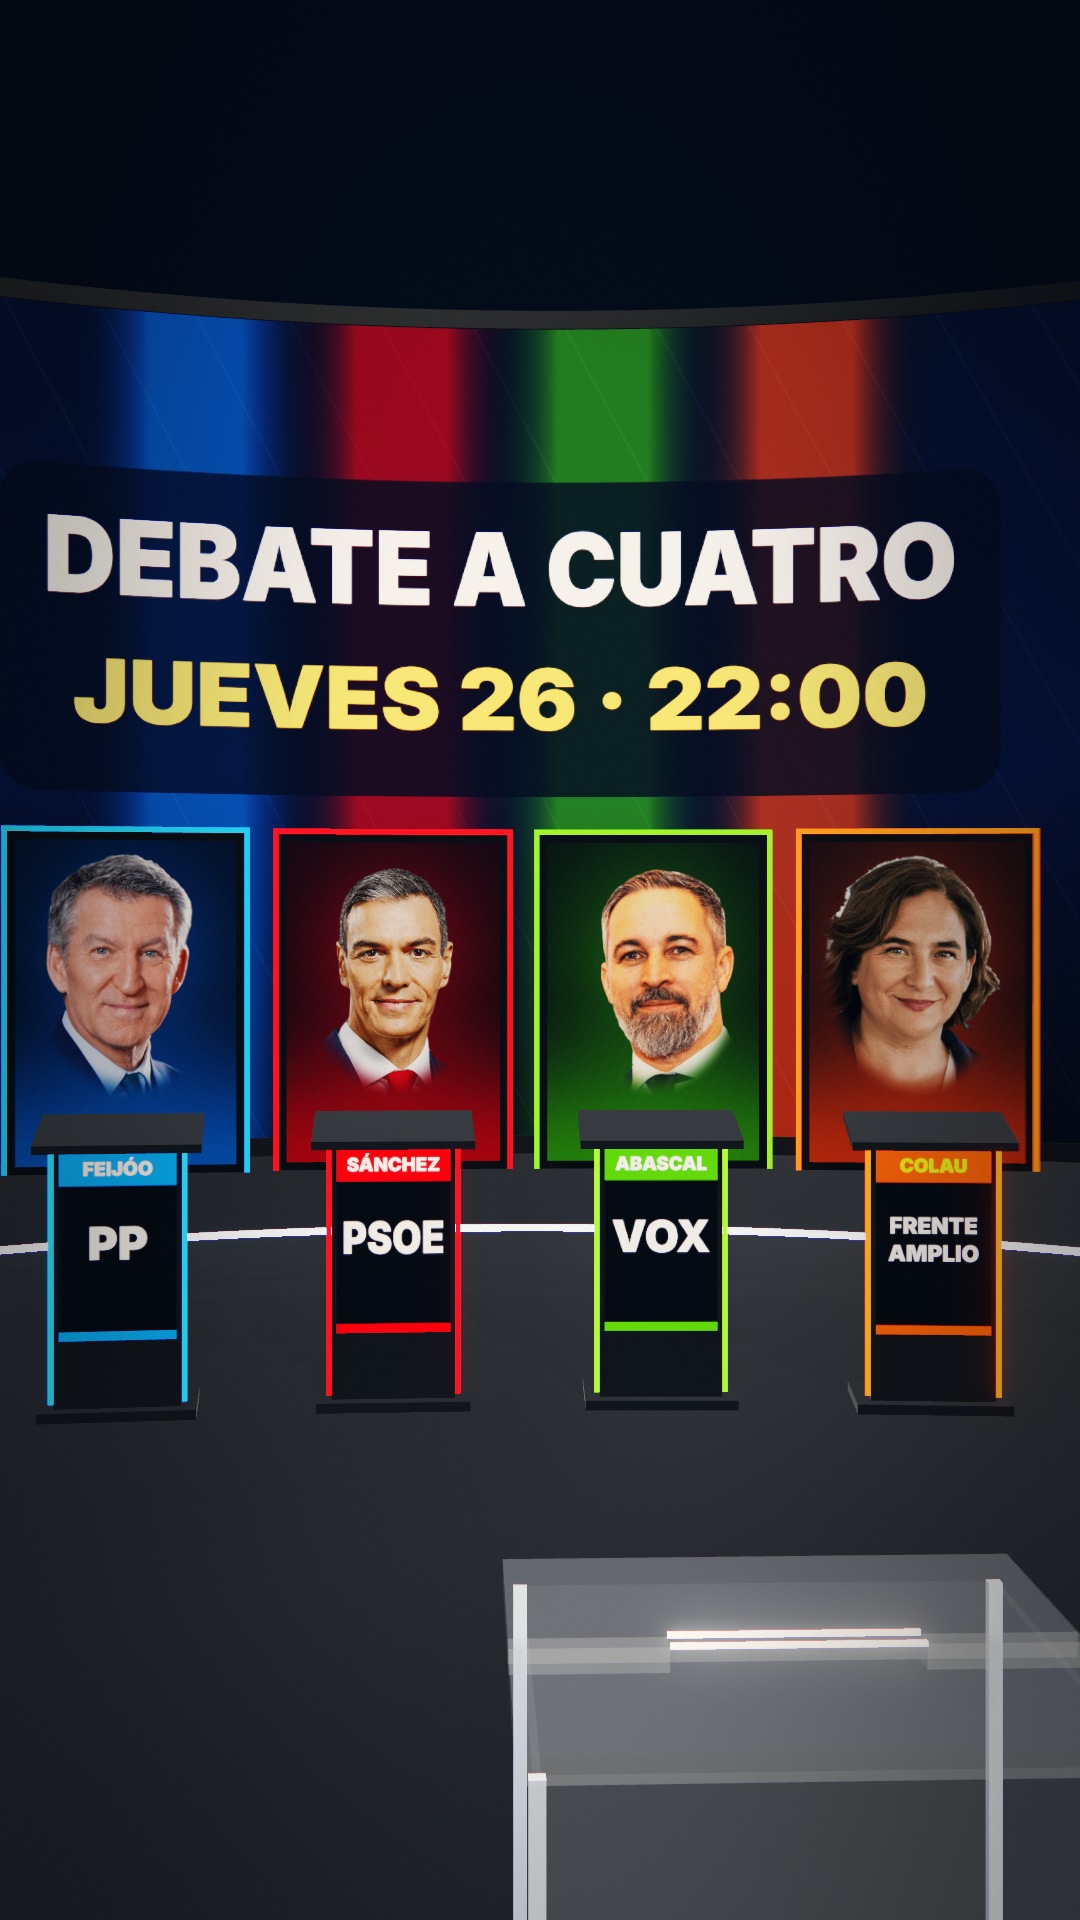 DEBATE A CUATRO
JUEVES 26 · 22:00
FEIJÓO
PP
SÁNCHEZ
PSOE
ABASCAL
VOX
COLAU
FRENTE
AMPLIO